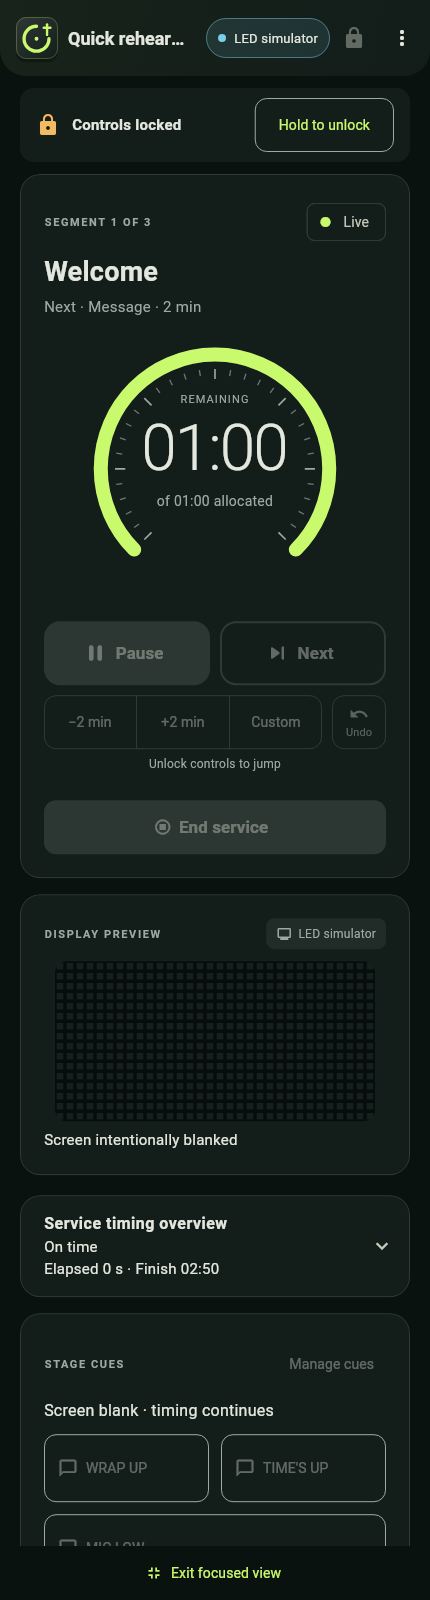 Quick rehear...
LED simulator
Controls locked
Hold to unlock
SEGMENT 1 OF 3
Live
Welcome
Next · Message · 2 min
REMAINING
01:00
of 01:00 allocated
Pause
Next
−2 min
+2 min
Custom
Undo
Unlock controls to jump
End service
DISPLAY PREVIEW
LED simulator
Screen intentionally blanked
Service timing overview
On time
Elapsed 0 s · Finish 02:50
STAGE CUES
Manage cues
Screen blank · timing continues
WRAP UP
TIME'S UP
MIC LOW
Exit focused view